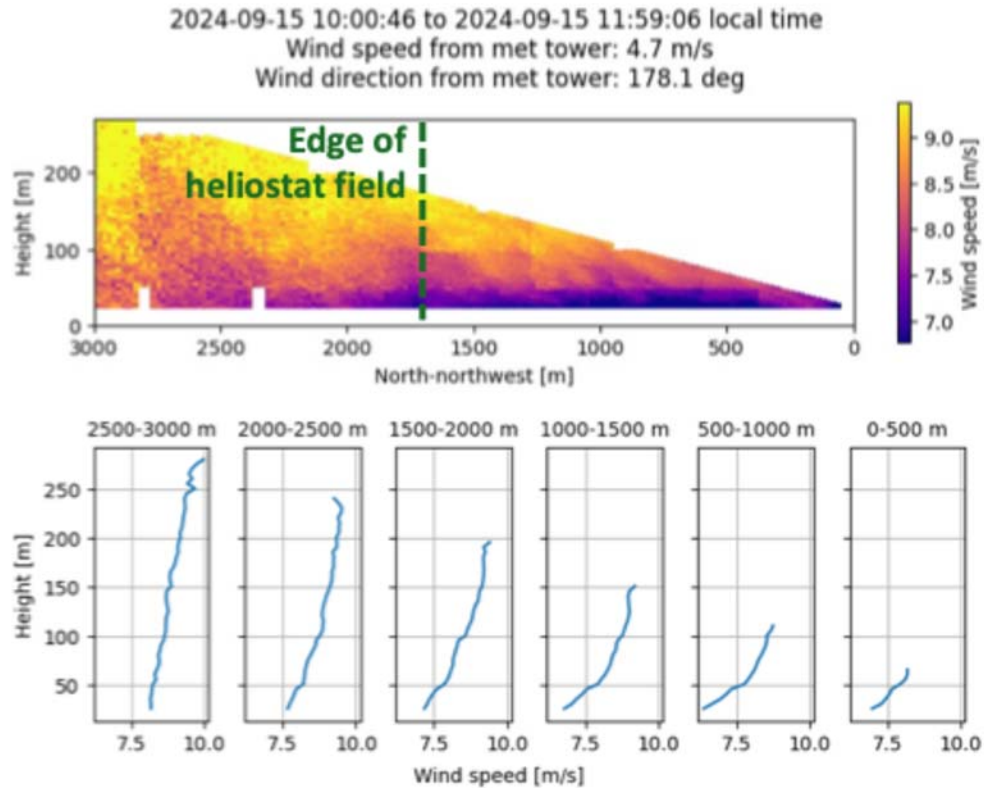 2024-09-15 10:00:46 to 2024-09-15 11:59:06 local time
Wind speed from met tower: 4.7 m/s
Wind direction from met tower: 178.1 deg
Edge of
heliostat field
Height [m]
200
100
0
3000 2500 2000 1500 1000 500 0
North-northwest [m]
9.0
8.5
8.0
7.5
7.0
Wind speed [m/s]
2500-3000 m 2000-2500 m 1500-2000 m 1000-1500 m 500-1000 m 0-500 m
Height [m]
250
200
150
100
50
7.5 10.0 7.5 10.0 7.5 10.0 7.5 10.0 7.5 10.0 7.5 10.0
Wind speed [m/s]